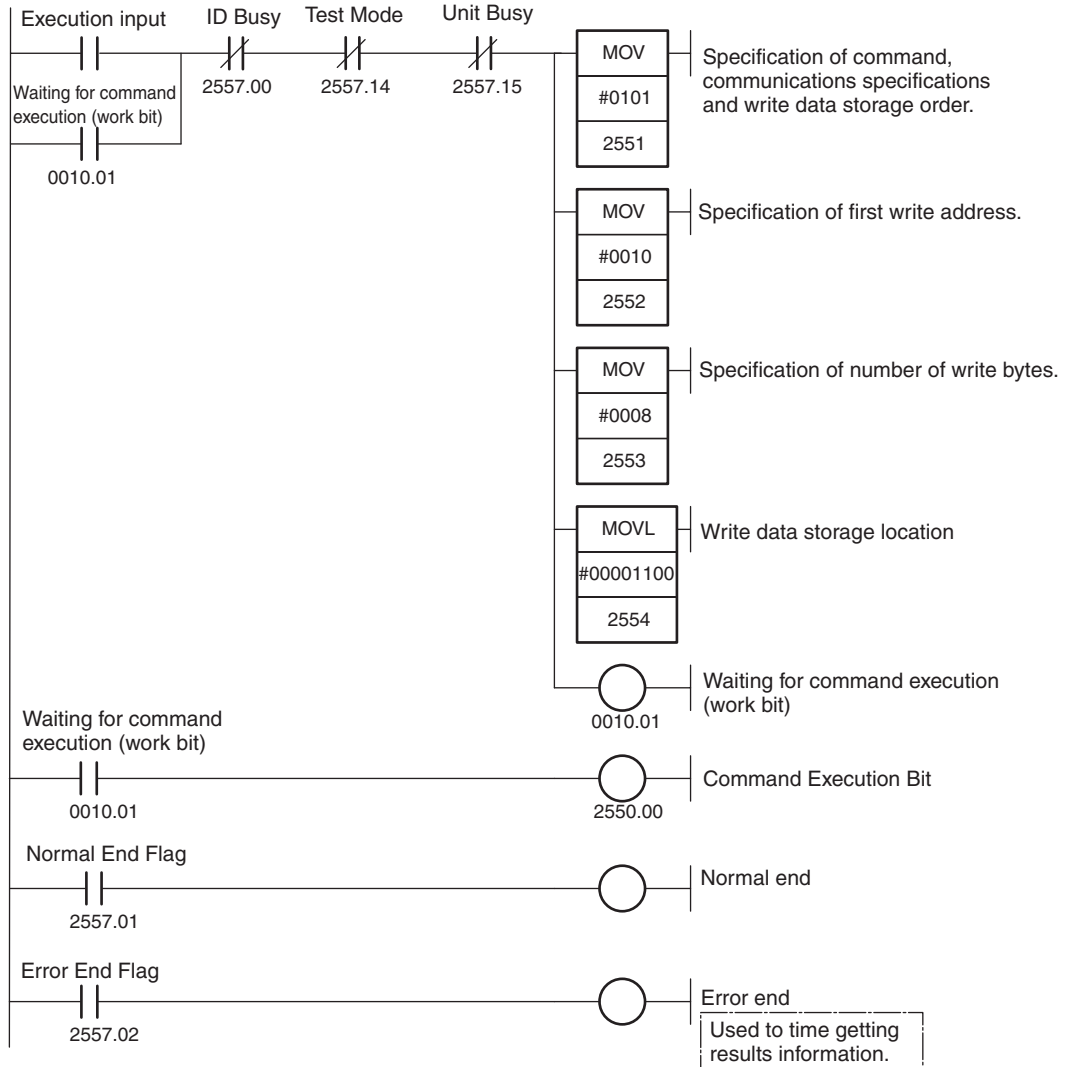 Execution input
ID Busy
Test Mode
Unit Busy
2557.00
2557.14
2557.15
Waiting for command
execution (work bit)
0010.01
MOV
#0101
2551
Specification of command,
communications specifications
and write data storage order.
MOV
#0010
2552
Specification of first write address.
MOV
#0008
2553
Specification of number of write bytes.
MOVL
#00001100
2554
Write data storage location
0010.01
Waiting for command execution
(work bit)
Waiting for command
execution (work bit)
0010.01
2550.00
Command Execution Bit
Normal End Flag
2557.01
Normal end
Error End Flag
2557.02
Error end
Used to time getting
results information.